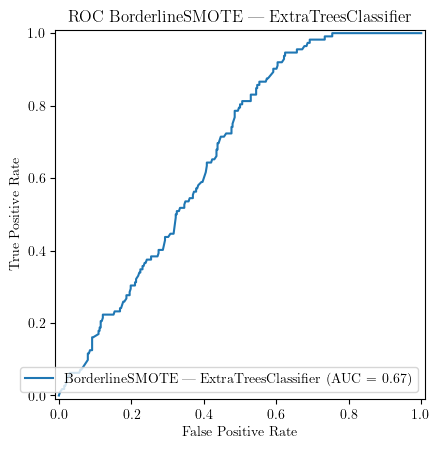 ROC BorderlineSMOTE — ExtraTreesClassifier
1.0
0.8
0.6
0.4
0.2
0.0
True Positive Rate
BorderlineSMOTE — ExtraTreesClassifier (AUC = 0.67)
0.0 0.2 0.4 0.6 0.8 1.0
False Positive Rate